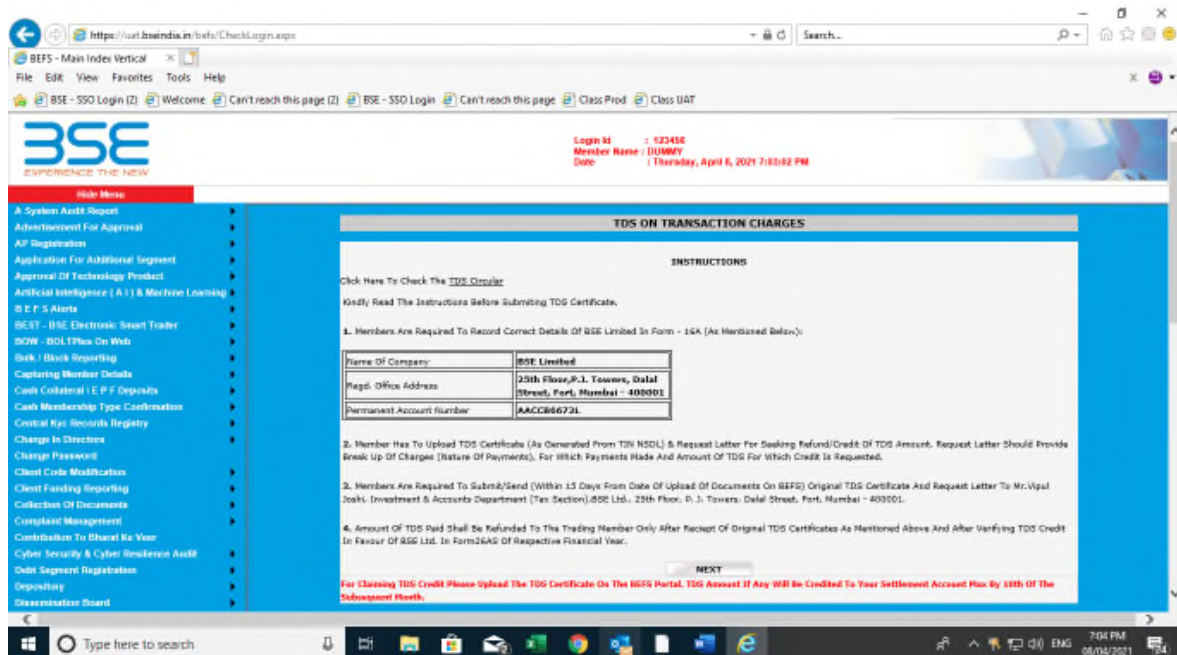 https://uat.bseindia.in/befs/CheckLogin.aspx
Search...
BEFS - Main Index Vertical
File Edit View Favorites Tools Help
BSE - SSO Login (2) Welcome Can't reach this page (2) BSE - SSO Login Can't reach this page Class Prod Class UAT
BSE
EXPERIENCE THE NEW
Login Id : 123456
Member Name : DUMMY
Date : Thursday, April 8, 2021 7:03:02 PM
Hide Menu
A System Audit Report
Advertisement For Approval
AP Registration
Application For Additional Segment
Approval Of Technology Product
Artificial Intelligence ( A I ) & Machine Learning
B E F S Alerts
BEST - BSE Electronic Smart Trader
BOW - BOLTPlus On Web
Bulk / Block Reporting
Capturing Member Details
Cash Collateral \ E P F Deposits
Cash Membership Type Confirmation
Central Kyc Records Registry
Change In Directors
Change Password
Client Code Modification
Client Funding Reporting
Collection Of Documents
Complaint Management
Contribution To Bharat Ke Veer
Cyber Security & Cyber Resilience Audit
Debt Segment Registration
Depository
Dissemination Board
TDS ON TRANSACTION CHARGES
INSTRUCTIONS
Click Here To Check The TDS Circular
Kindly Read The Instructions Before Submiting TDS Certificate.
1. Members Are Required To Record Correct Details Of BSE Limited In Form - 16A (As Mentioned Below):
Name Of Company BSE Limited
Regd. Office Address 25th Floor,P.J. Towers, Dalal
Street, Fort, Mumbai - 400001
Permanent Account Number AACCB6672L
2. Member Has To Upload TDS Certificate (As Generated From TIN NSDL) & Request Letter For Seeking Refund/Credit Of TDS Amount. Request Letter Should Provide
Break Up Of Charges (Nature Of Payments), For Which Payments Made And Amount Of TDS For Which Credit Is Requested.
3. Members Are Required To Submit/Send (Within 15 Days From Date Of Upload Of Documents On BEFS) Original TDS Certificate And Request Letter To Mr.Vipul
Joshi, Investment & Accounts Department (Tax Section),BSE Ltd., 25th Floor, P. J. Towers, Dalal Street, Fort, Mumbai - 400001.
4. Amount Of TDS Paid Shall Be Refunded To The Trading Member Only After Reciept Of Original TDS Certificates As Mentioned Above And After Verifying TDS Credit
In Favour Of BSE Ltd. In Form26AS Of Respective Financial Year.
NEXT
For Claiming TDS Credit Please Upload The TDS Certificate On The BEFS Portal. TDS Amount If Any Will Be Credited To Your Settlement Account Max By 10th Of The
Subsequent Month.
Type here to search
ENG
7:04 PM
08/04/2021